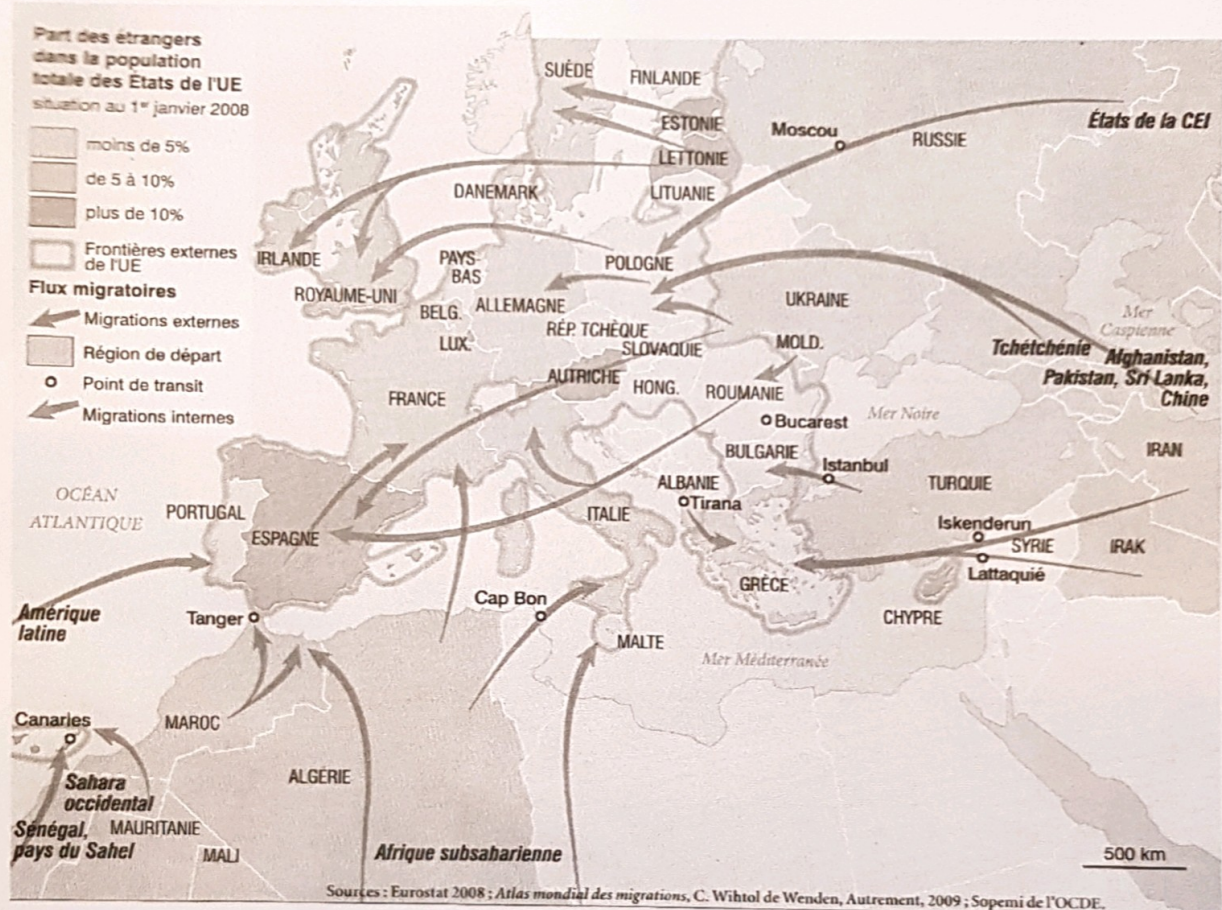 Part des étrangers
dans la population
totale des États de l'UE
situation au 1er janvier 2008
moins de 5%
de 5 à 10%
plus de 10%
Frontières externes
de l'UE
Flux migratoires
Migrations externes
Région de départ
Point de transit
Migrations internes
SUÈDE
FINLANDE
ESTONIE
LETTONIE
LITUANIE
Moscou
RUSSIE
États de la CEI
DANEMARK
IRLANDE
ROYAUME-UNI
PAYS-
BAS
BELG.
LUX.
ALLEMAGNE
POLOGNE
RÉP. TCHÈQUE
SLOVAQUIE
UKRAINE
MOLD.
Mer
Caspienne
Tchétchénie
Afghanistan,
Pakistan, Sri Lanka,
Chine
FRANCE
AUTRICHE
HONG.
ROUMANIE
Bucarest
Mer Noire
BULGARIE
Istanbul
IRAN
OCÉAN
ATLANTIQUE
PORTUGAL
ESPAGNE
ITALIE
ALBANIE
Tirana
TURQUIE
Iskenderun
SYRIE
IRAK
Lattaquié
GRÈCE
CHYPRE
Amérique
latine
Tanger
Cap Bon
MALTE
Mer Méditerranée
Canaries
MAROC
ALGÉRIE
Sahara
occidental
Sénégal,
pays du Sahel
MAURITANIE
MALI
Afrique subsaharienne
500 km
Sources : Eurostat 2008 ; Atlas mondial des migrations, C. Wihtol de Wenden, Autrement, 2009 ; Sopemi de l'OCDE.